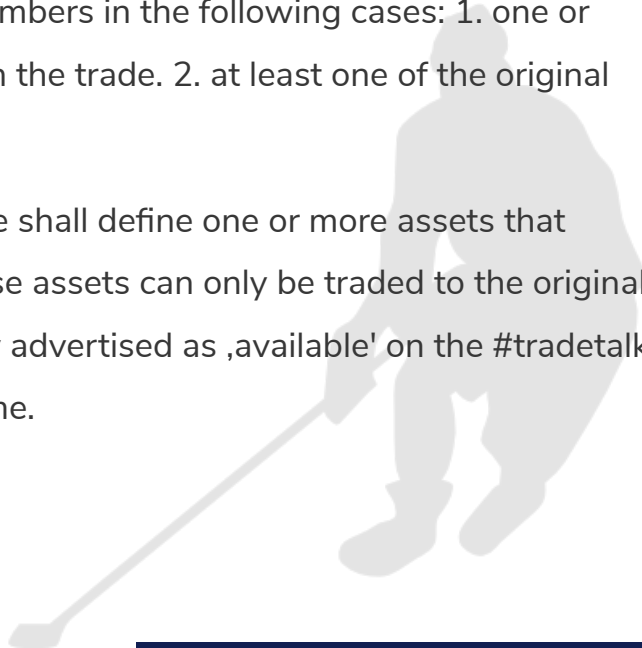 mbers in the following cases: 1. one or
the trade. 2. at least one of the original
shall define one or more assets that
se assets can only be traded to the original
advertised as ‚available' on the #tradetalk
ne.